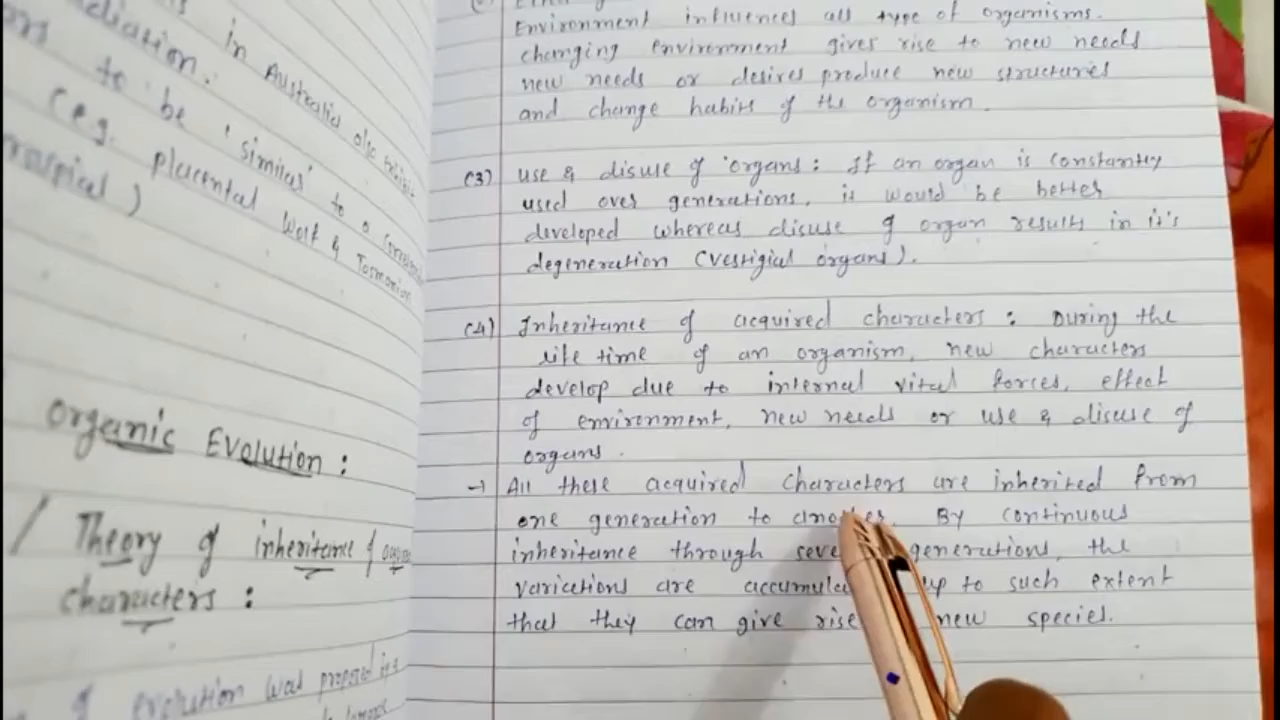 in Australia also exhibit
diation.
to be 'similar' to a
(eg. placental wolf & Tasmanian
)
Organic Evolution :
Theory of inheritance of
characters :
of evolution was proposed
Environment influences all type of organisms.
changing environment gives rise to new needs
new needs or desires produce new structures
and change habits of the organism.
(3) use & disuse of organs : If an organ is constantly
used over generations, it would be better
developed whereas disuse of organ results in it's
degeneration (vestigial organs).
(4) Inheritance of acquired characters : During the
life time of an organism, new characters
develop due to internal vital forces, effect
of environment, new needs or use & disuse of
organs.
→ All these acquired characters are inherited from
one generation to another. By continuous
inheritance through generations, the
variations are up to such extent
that they can give rise new species.